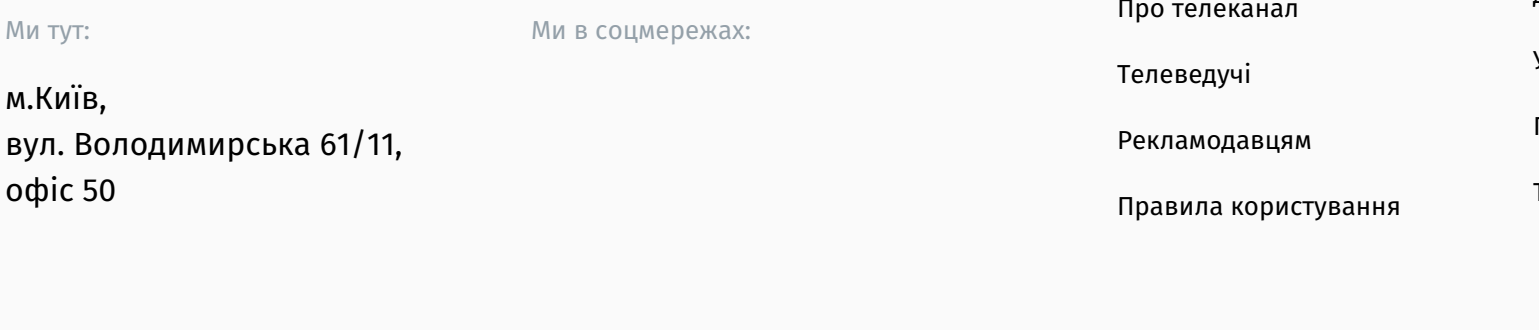 Ми тут:
м.Київ,
вул. Володимирська 61/11,
офіс 50
Ми в соцмережах:
Про телеканал
Телеведучі
Рекламодавцям
Правила користування